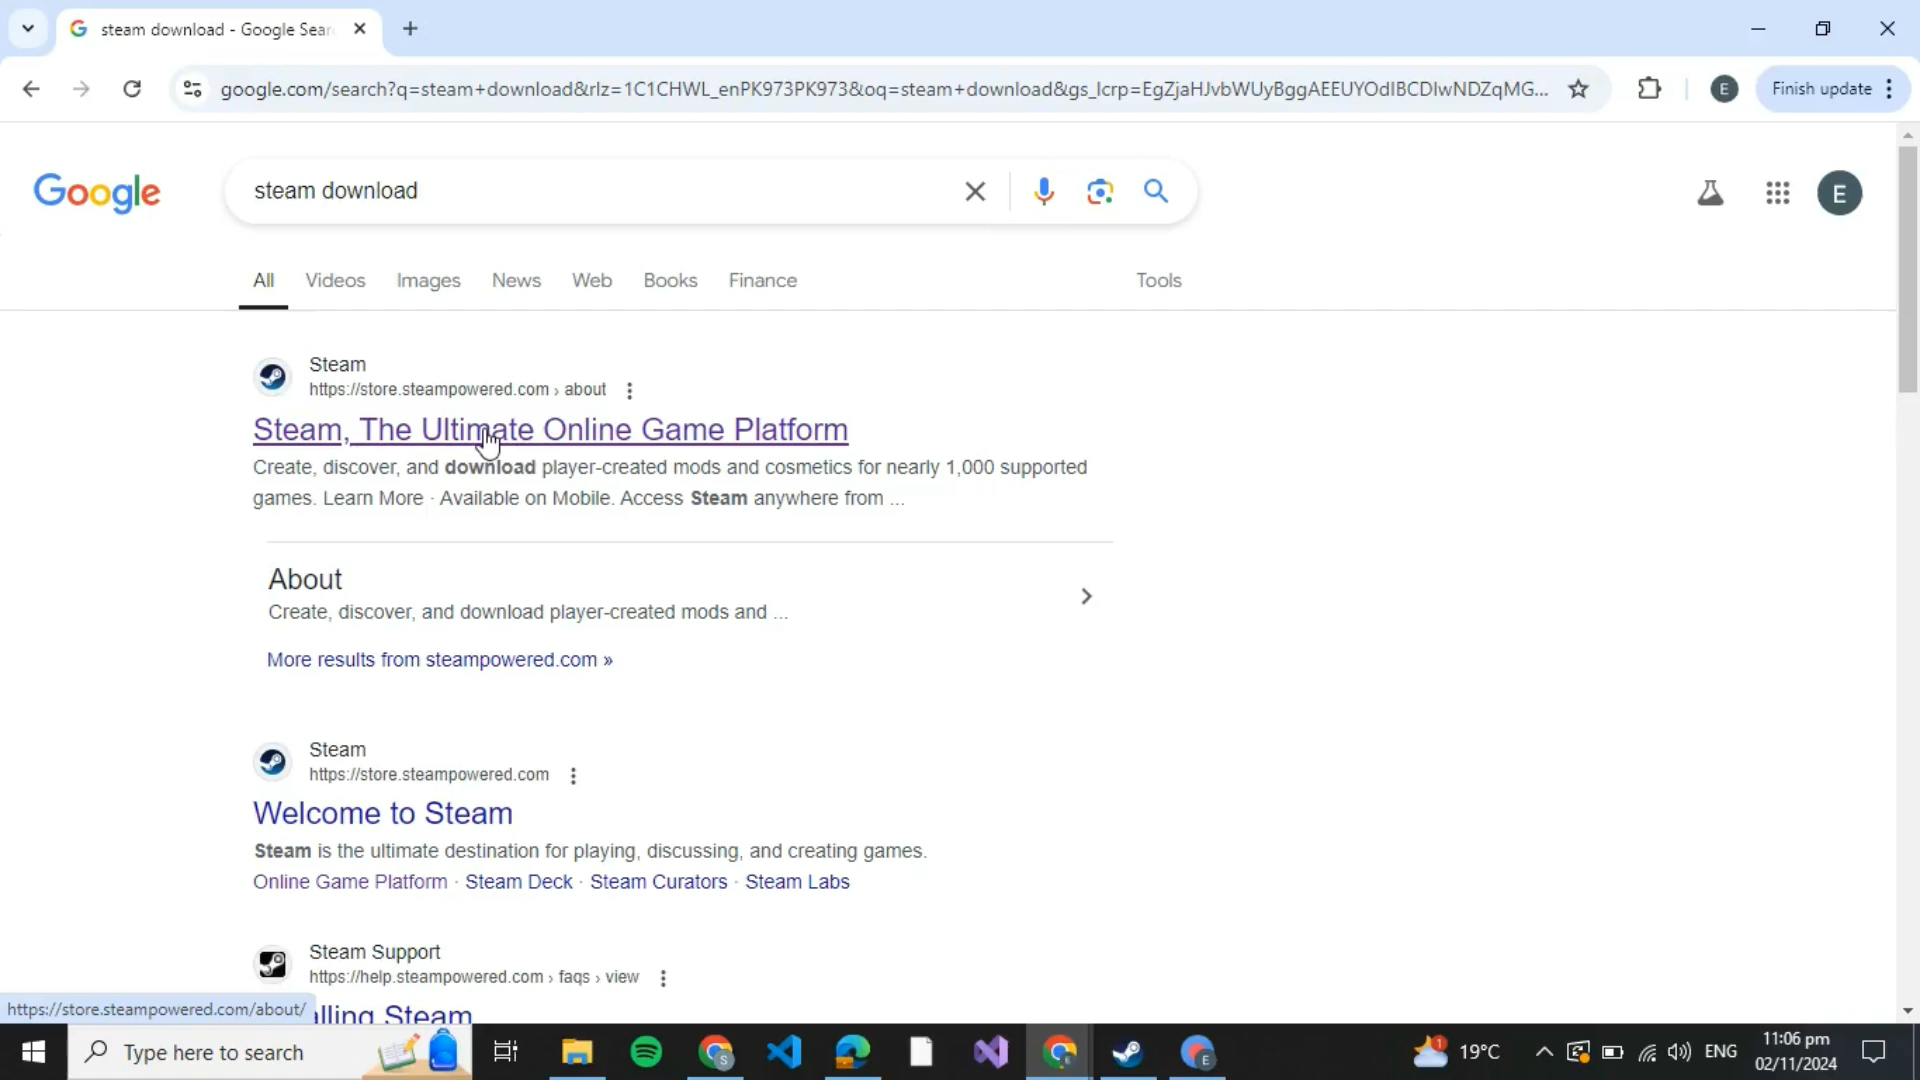 steam download - Google Sear
google.com/search?q=steam+download&rlz=1C1CHWL_enPK973PK973&oq=steam+download&gs_lcrp=EgZjaHJvbWUyBggAEEUYOdIBCDIwNDZqMG...
E
Finish update
Google
steam download
E
All Videos Images News Web Books Finance Tools
Steam
https://store.steampowered.com › about
Steam, The Ultimate Online Game Platform
Create, discover, and download player-created mods and cosmetics for nearly 1,000 supported
games. Learn More · Available on Mobile. Access Steam anywhere from ...
About
Create, discover, and download player-created mods and ...
More results from steampowered.com »
Steam
https://store.steampowered.com
Welcome to Steam
Steam is the ultimate destination for playing, discussing, and creating games.
Online Game Platform · Steam Deck · Steam Curators · Steam Labs
Steam Support
https://help.steampowered.com › faqs › view
https://store.steampowered.com/about/
alling Steam
Type here to search
S
E
E
1
19°C
ENG
11:06 pm
02/11/2024